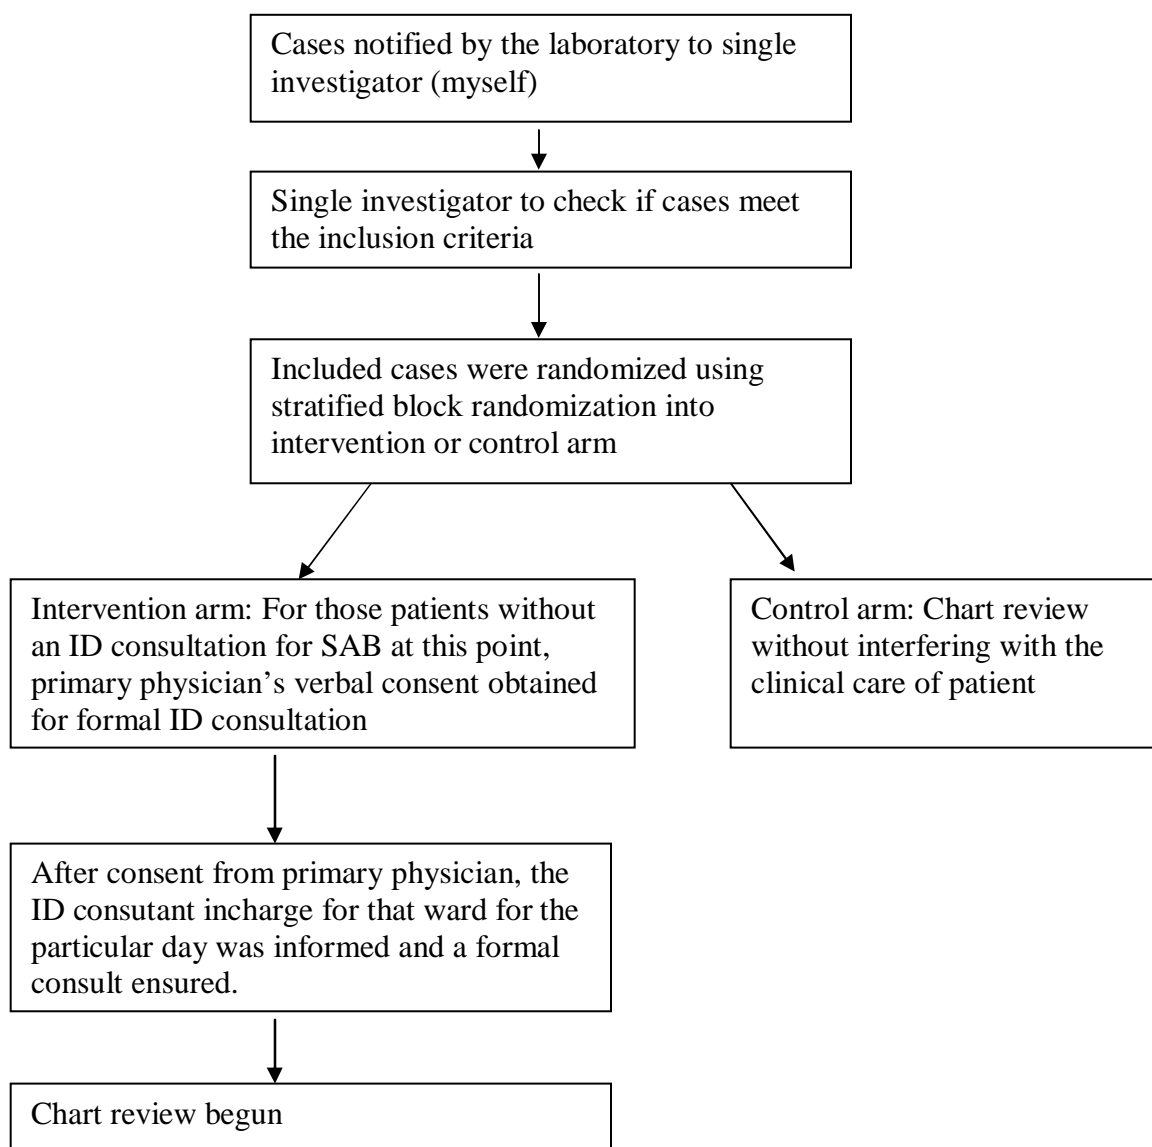 Cases notified by the laboratory to single
investigator (myself)
Single investigator to check if cases meet
the inclusion criteria
Included cases were randomized using
stratified block randomization into
intervention or control arm
Intervention arm: For those patients without
an ID consultation for SAB at this point,
primary physician’s verbal consent obtained
for formal ID consultation
Control arm: Chart review
without interfering with the
clinical care of patient
After consent from primary physician, the
ID consutant incharge for that ward for the
particular day was informed and a formal
consult ensured.
Chart review begun